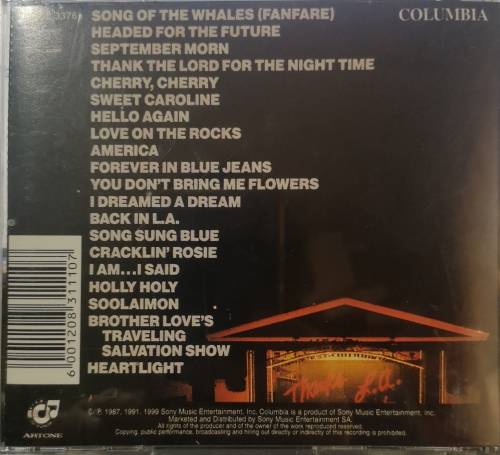 SONG OF THE WHALES (FANFARE)
COLUMBIA
HEADED FOR THE FUTURE
SEPTEMBER MORN
THANK THE LORD FOR THE NIGHT TIME
CHERRY, CHERRY
SWEET CAROLINE
HELLO AGAIN
LOVE ON THE ROCKS
AMERICA
FOREVER IN BLUE JEANS
YOU DON'T BRING ME FLOWERS
I DREAMED A DREAM
BACK IN L.A.
SONG SUNG BLUE
CRACKLIN' ROSIE
I AM...I SAID
HOLLY HOLY
SOOLAIMON
BROTHER LOVE'S
TRAVELING
SALVATION SHOW
HEARTLIGHT
6 001208 311107
Thanks L.A.
ARTONE
© ℗ 1987, 1991, 1999 Sony Music Entertainment, Inc. Columbia is a product of Sony Music Entertainment, Inc.
Marketed and Distributed by Sony Music Entertainment SA.
All rights of the producer and of the owner of the work reproduced reserved.
Copying, public performance, broadcasting and hiring out directly or indirectly of this recording is prohibited.